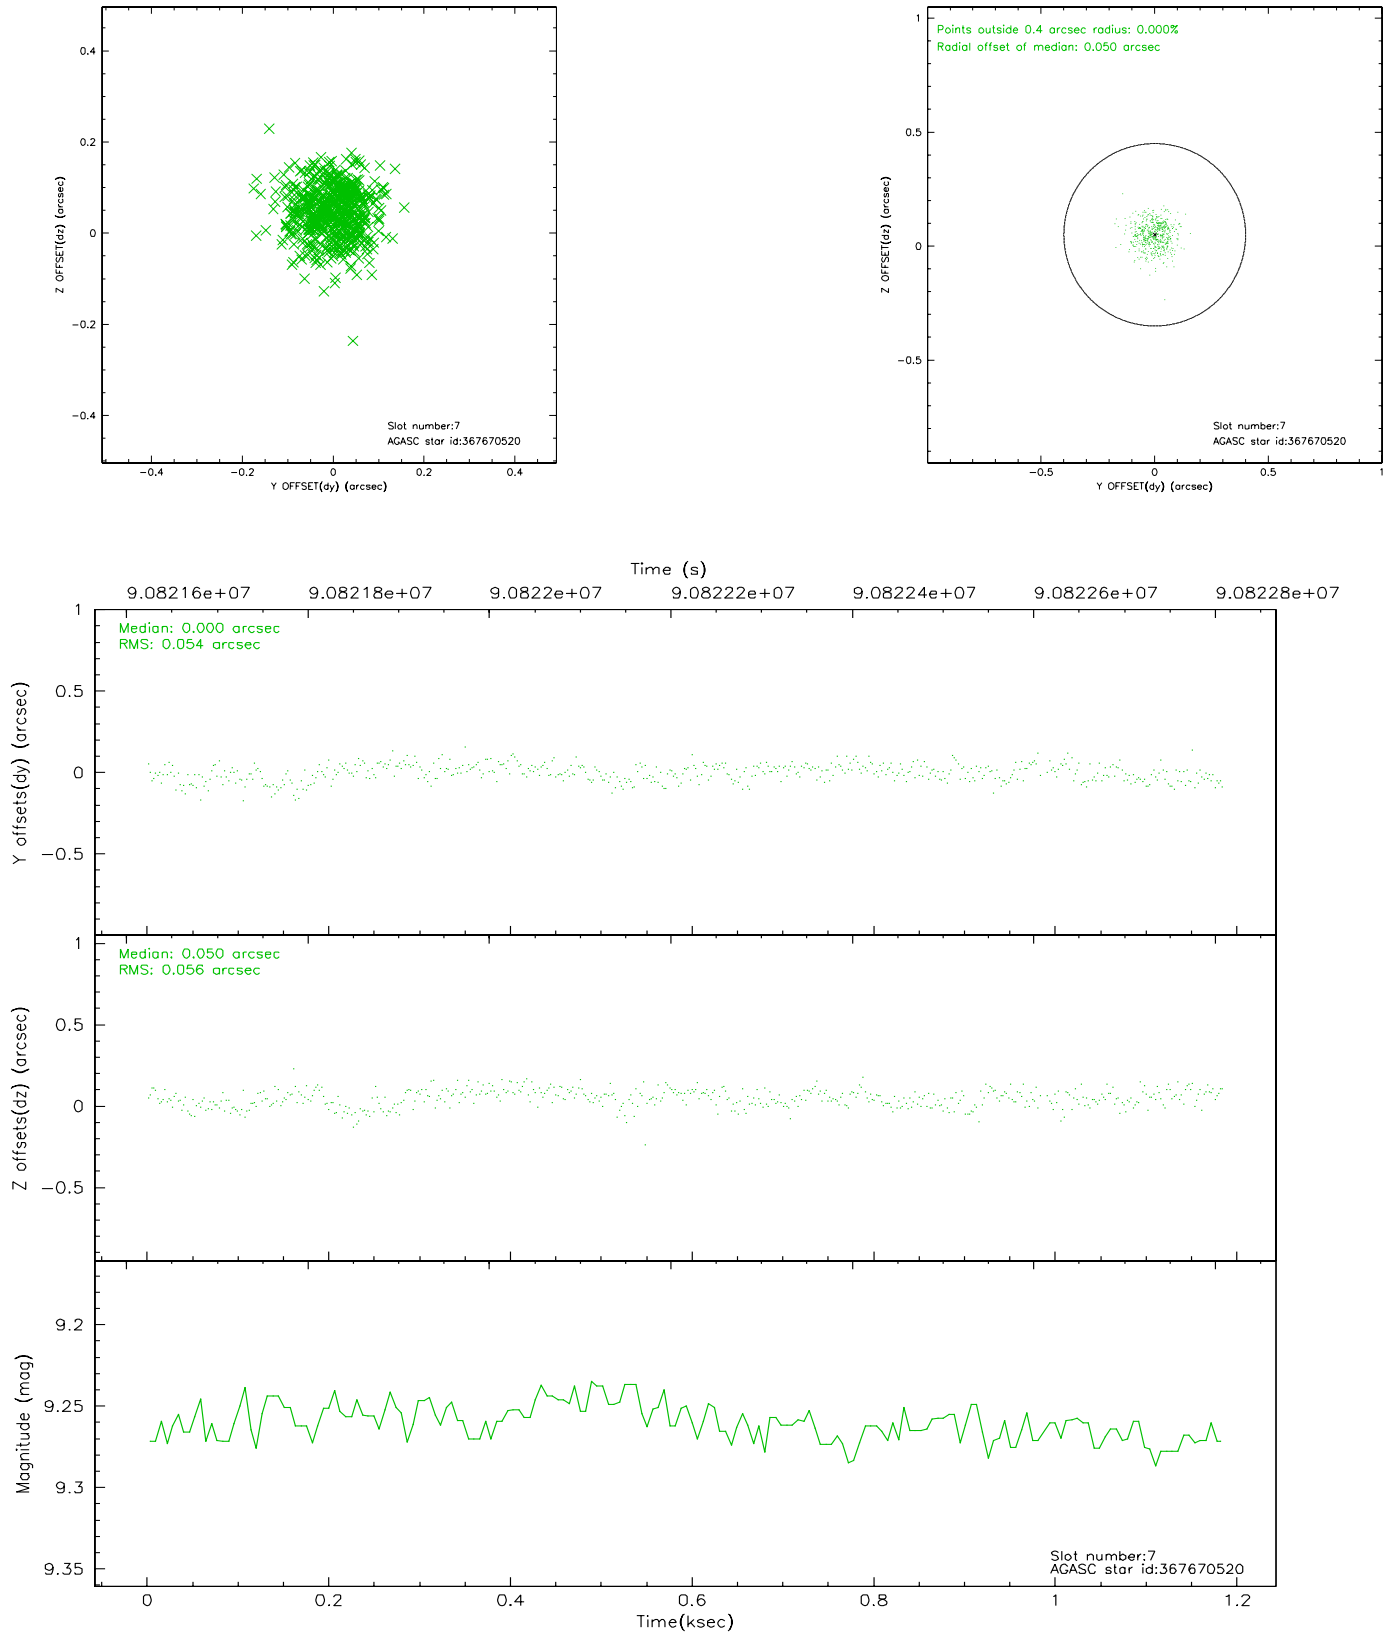 0.4
0.2
0
−0.2
−0.4
Z OFFSET(dz) (arcsec)
Slot number:7
AGASC star id:367670520
−0.4 −0.2 0 0.2 0.4
Y OFFSET(dy) (arcsec)
Points outside 0.4 arcsec radius: 0.000%
Radial offset of median: 0.050 arcsec
1
0.5
0
−0.5
Z OFFSET(dz) (arcsec)
Slot number:7
AGASC star id:367670520
−0.5 0 0.5 1
Y OFFSET(dy) (arcsec)
Time (s)
9.08216e+07 9.08218e+07 9.0822e+07 9.08222e+07 9.08224e+07 9.08226e+07 9.08228e+07
Median: 0.000 arcsec
RMS: 0.054 arcsec
1
0.5
0
−0.5
Y offsets(dy) (arcsec)
Median: 0.050 arcsec
RMS: 0.056 arcsec
1
0.5
0
−0.5
Z offsets(dz) (arcsec)
9.2
9.25
9.3
9.35
Magnitude (mag)
Slot number:7
AGASC star id:367670520
0 0.2 0.4 0.6 0.8 1 1.2
Time(ksec)